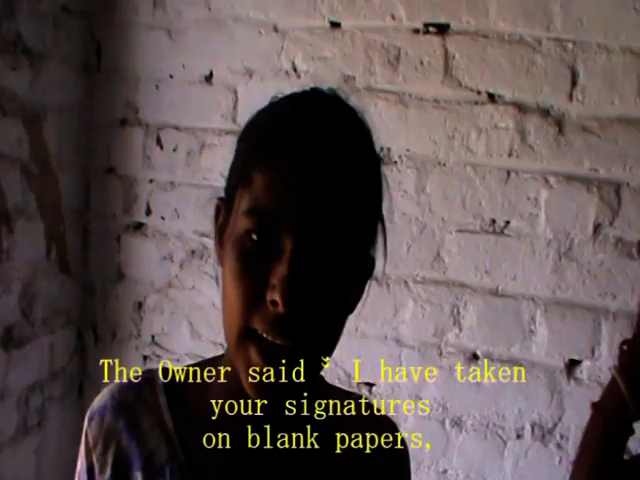 The Owner said " I have taken
your signatures
on blank papers,